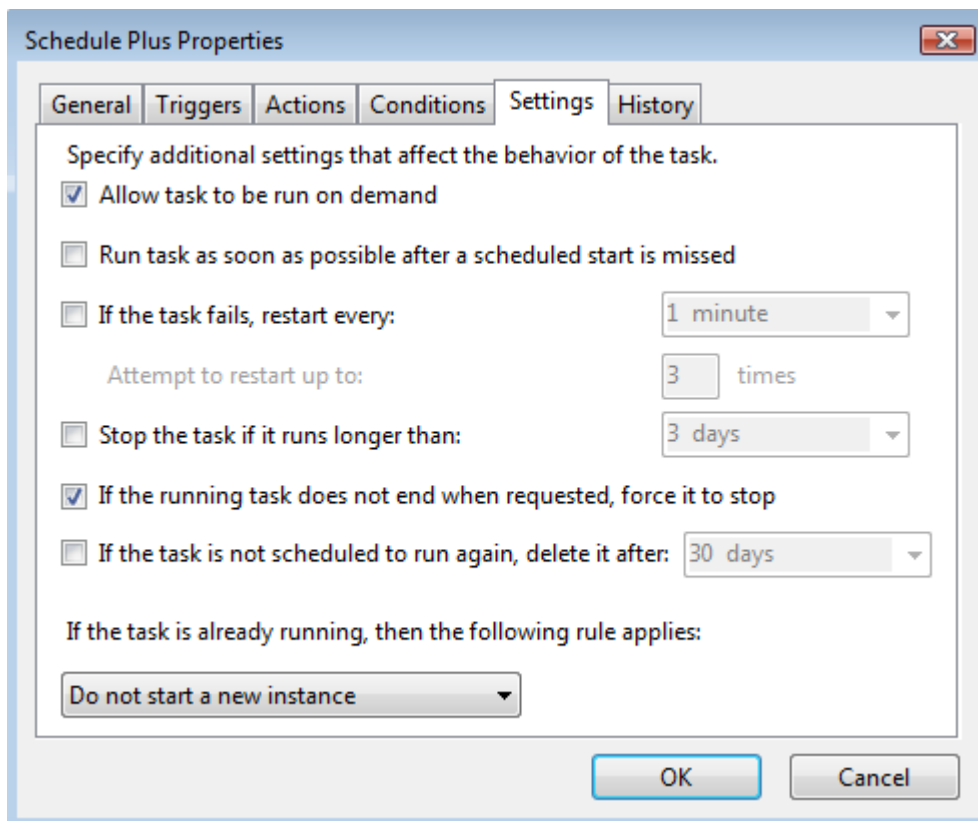 Schedule Plus Properties
General Triggers Actions Conditions Settings History
Specify additional settings that affect the behavior of the task.
Allow task to be run on demand
Run task as soon as possible after a scheduled start is missed
If the task fails, restart every: 1 minute
Attempt to restart up to: 3 times
Stop the task if it runs longer than: 3 days
If the running task does not end when requested, force it to stop
If the task is not scheduled to run again, delete it after: 30 days
If the task is already running, then the following rule applies:
Do not start a new instance
OK Cancel